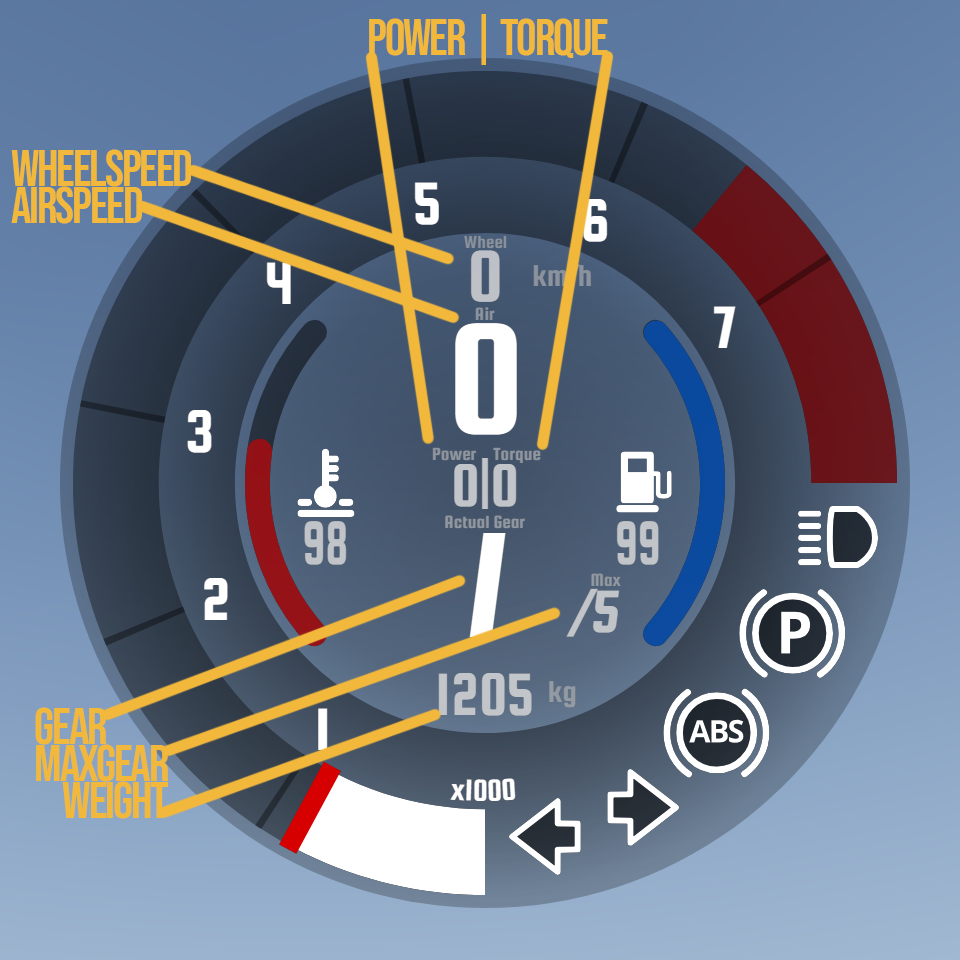 POWER | TORQUE
WHEELSPEED
AIRSPEED
5
6
Wheel
0 km/h
4
Air
7
0
3
Power Torque
0|0
Actual Gear
98
99
1
Max
/5
2
1205 kg
GEAR
MAXGEAR
WEIGHT
1
x1000
P
ABS